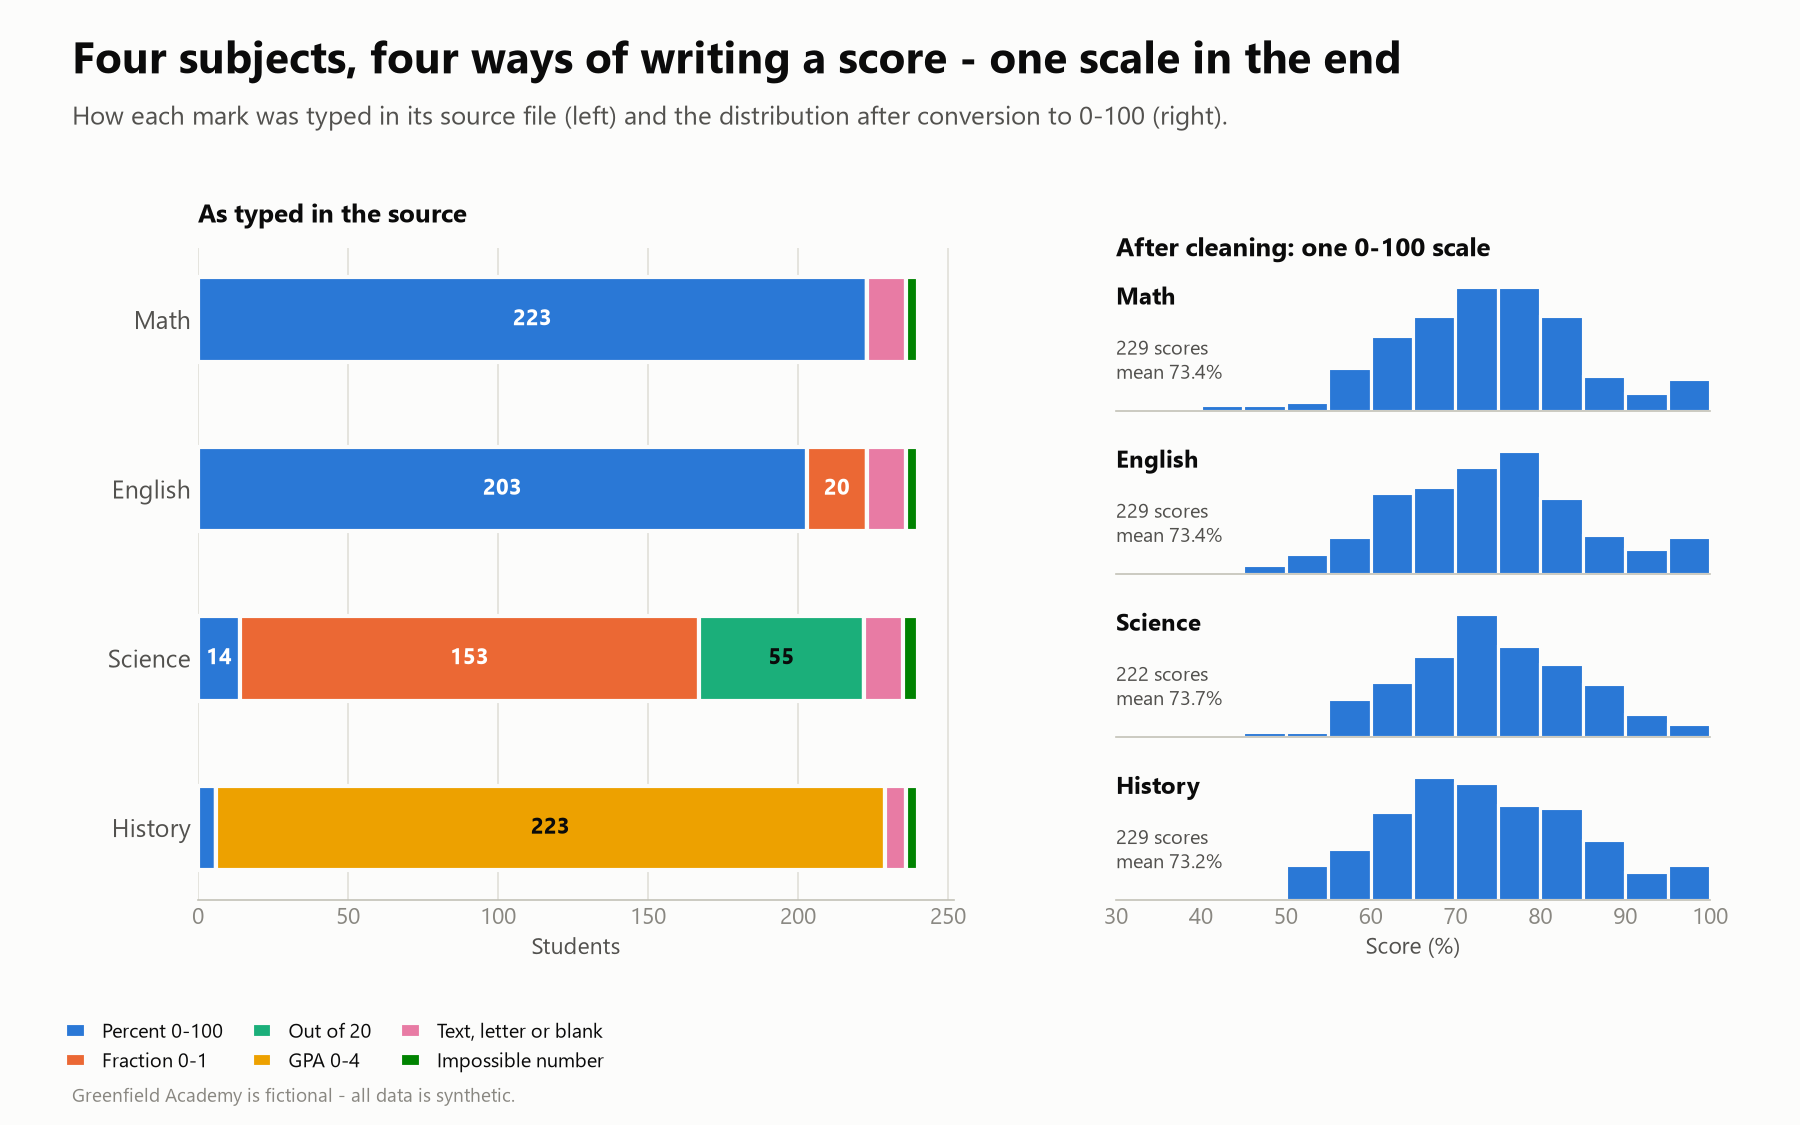 Four subjects, four ways of writing a score - one scale in the end
How each mark was typed in its source file (left) and the distribution after conversion to 0-100 (right).
As typed in the source
Math
223
English
203
20
Science
14
153
55
History
223
0
50
100
150
200
250
Students
After cleaning: one 0-100 scale
Math
229 scores
mean 73.4%
English
229 scores
mean 73.4%
Science
222 scores
mean 73.7%
History
229 scores
mean 73.2%
30
40
50
60
70
80
90
100
Score (%)
Percent 0-100
Fraction 0-1
Out of 20
GPA 0-4
Text, letter or blank
Impossible number
Greenfield Academy is fictional - all data is synthetic.